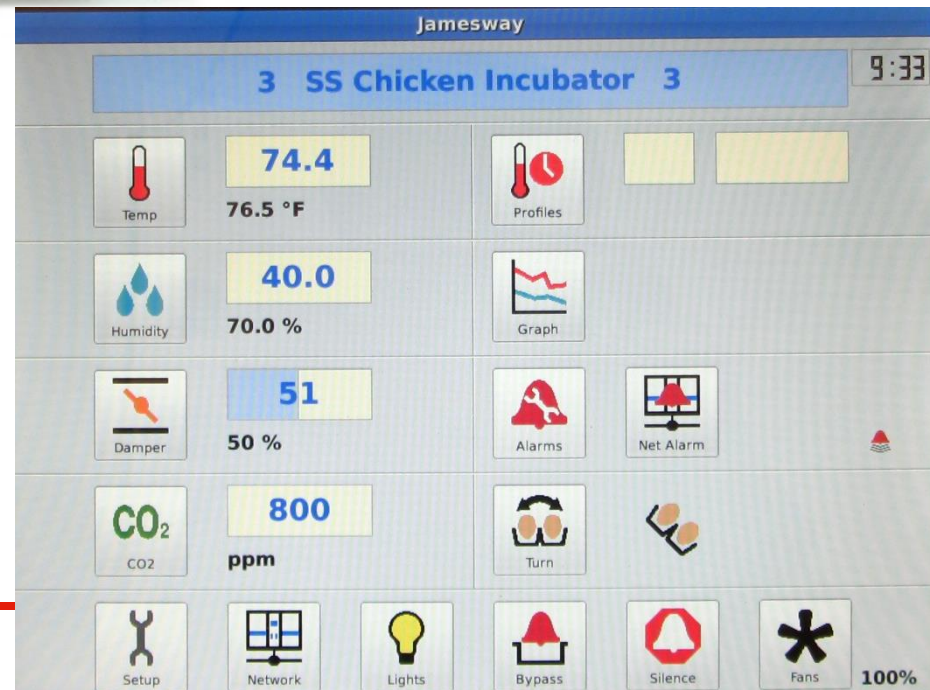 Jamesway
3 SS Chicken Incubator 3
9:33
74.4
Temp
76.5 °F
Profiles
40.0
Humidity
70.0 %
Graph
51
Damper
50 %
Alarms
Net Alarm
CO₂
800
CO2
ppm
Turn
Setup
Network
Lights
Bypass
Silence
Fans
100%